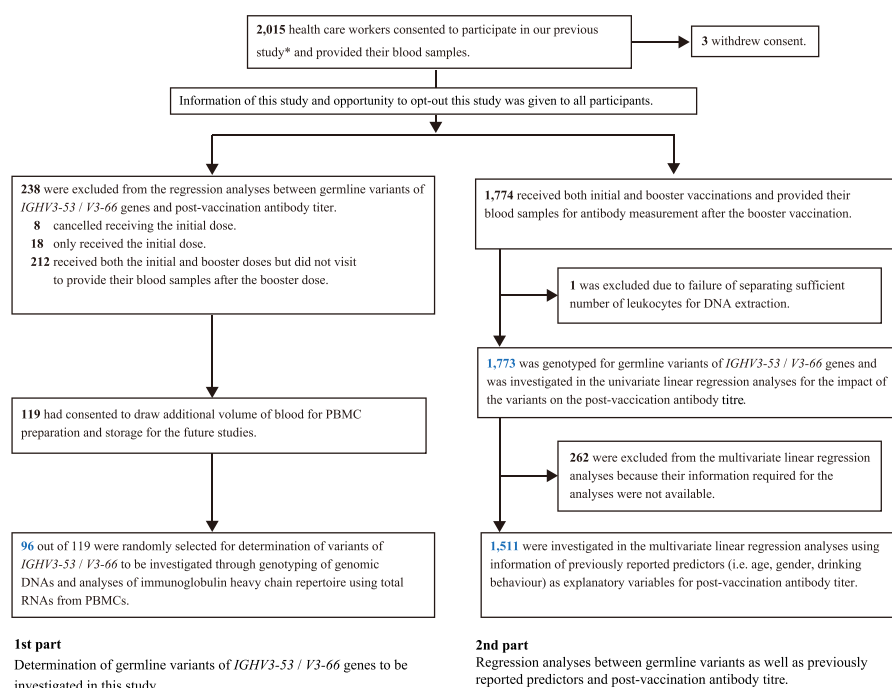 2,015 health care workers consented to participate in our previous
study* and provided their blood samples.
3 withdrew consent.
Information of this study and opportunity to opt-out this study was given to all participants.
238 were excluded from the regression analyses between germline variants of
IGHV3-53 / V3-66 genes and post-vaccination antibody titer.
8 cancelled receiving the initial dose.
18 only received the initial dose.
212 received both the initial and booster doses but did not visit
to provide their blood samples after the booster dose.
119 had consented to draw additional volume of blood for PBMC
preparation and storage for the future studies.
96 out of 119 were randomly selected for determination of variants of
IGHV3-53 / V3-66 to be investigated through genotyping of genomic
DNAs and analyses of immunoglobulin heavy chain repertoire using total
RNAs from PBMCs.
1st part
Determination of germline variants of IGHV3-53 / V3-66 genes to be
investigated in this study
1,774 received both initial and booster vaccinations and provided their
blood samples for antibody measurement after the booster vaccination.
1 was excluded due to failure of separating sufficient
number of leukocytes for DNA extraction.
1,773 was genotyped for germline variants of IGHV3-53 / V3-66 genes and
was investigated in the univariate linear regression analyses for the impact of
the variants on the post-vaccication antibody titre.
262 were excluded from the multivariate linear regression
analyses because their information required for the
analyses were not available.
1,511 were investigated in the multivariate linear regression analyses using
information of previously reported predictors (i.e. age, gender, drinking
behaviour) as explanatory variables for post-vaccination antibody titer.
2nd part
Regression analyses between germline variants as well as previously
reported predictors and post-vaccination antibody titre.